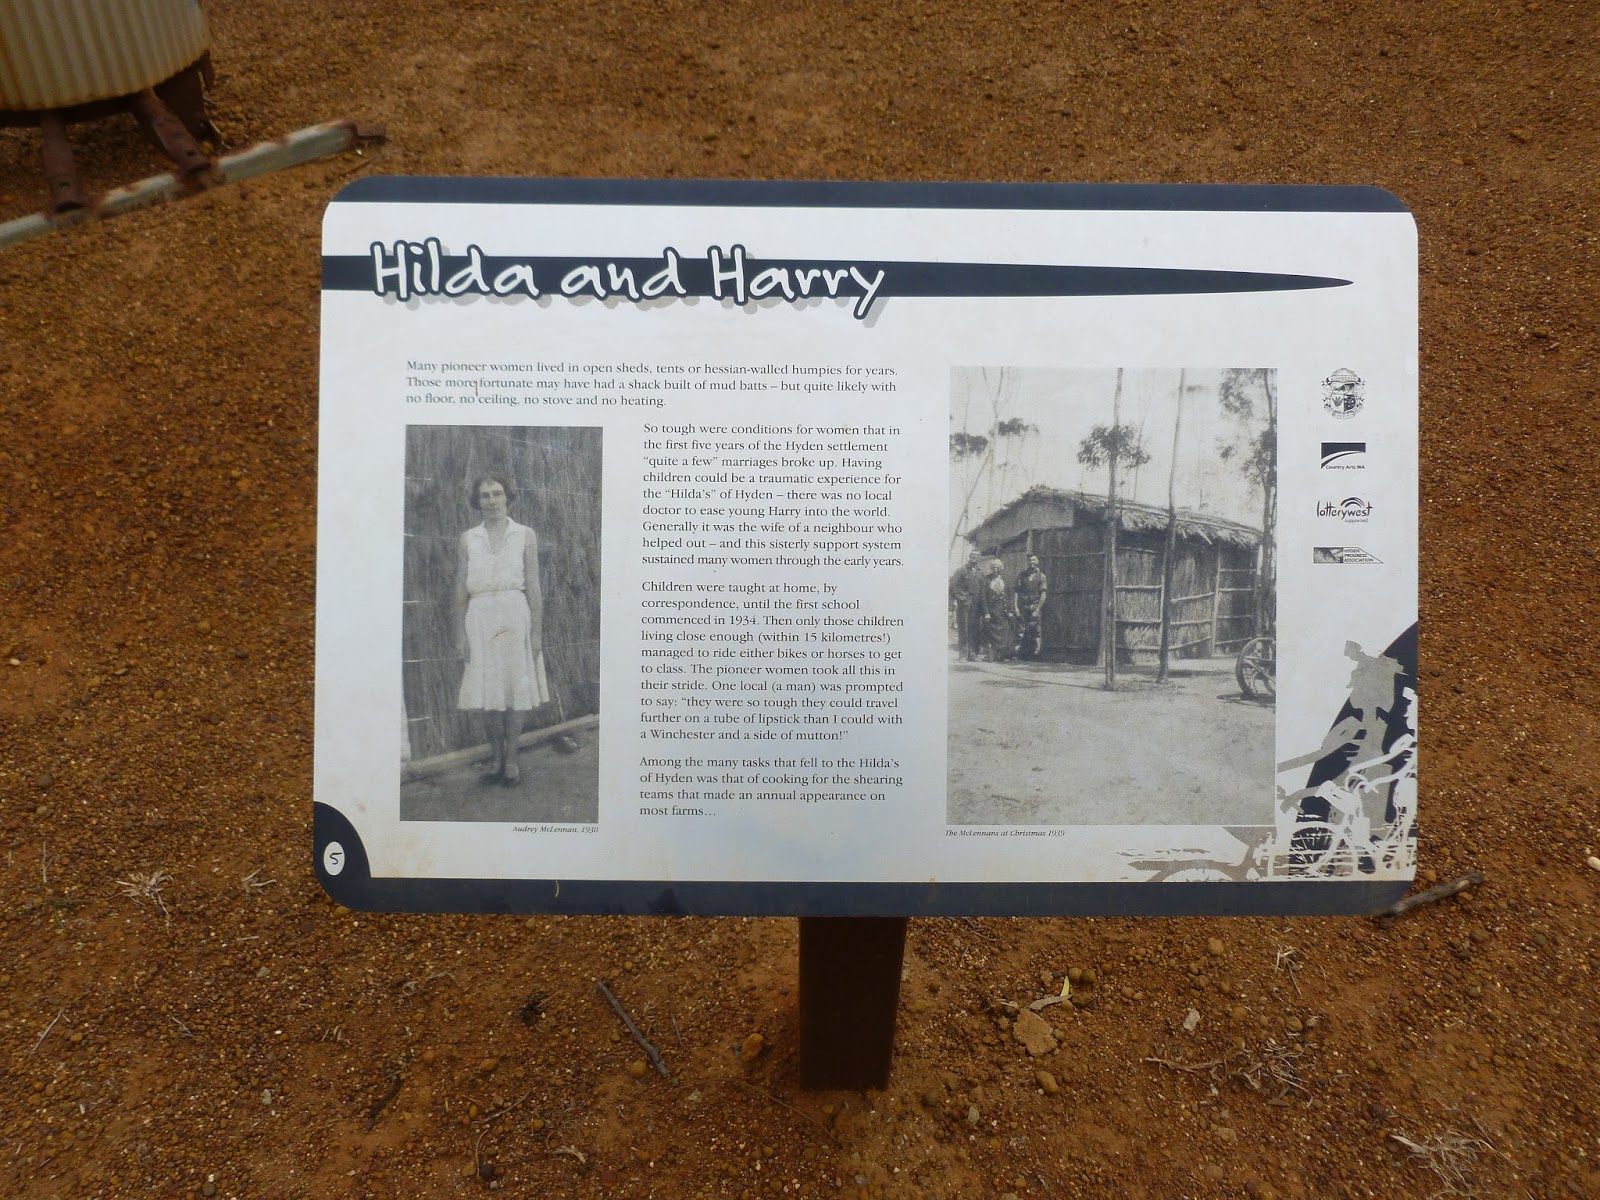 Hilda and Harry
Many pioneer women lived in open sheds, tents or hessian-walled humpies for years.
Those more fortunate may have had a shack built of mud batts – but quite likely with
no floor, no ceiling, no stove and no heating.
So tough were conditions for women that in
the first five years of the Hyden settlement
“quite a few” marriages broke up. Having
children could be a traumatic experience for
the “Hilda’s” of Hyden – there was no local
doctor to ease young Harry into the world.
Generally it was the wife of a neighbour who
helped out – and this sisterly support system
sustained many women through the early years.
Children were taught at home, by
correspondence, until the first school
commenced in 1934. Then only those children
living close enough (within 15 kilometres!)
managed to ride either bikes or horses to get
to class. The pioneer women took all this in
their stride. One local (a man) was prompted
to say: “they were so tough they could travel
further on a tube of lipstick than I could with
a Winchester and a side of mutton!”
Among the many tasks that fell to the Hilda’s
of Hyden was that of cooking for the shearing
teams that made an annual appearance on
most farms…
Audrey McLennan, 1930
The McLennans at Christmas 1939
Country Arts WA
lotterywest
supported
HYDEN
PROGRESS
ASSOCIATION
5